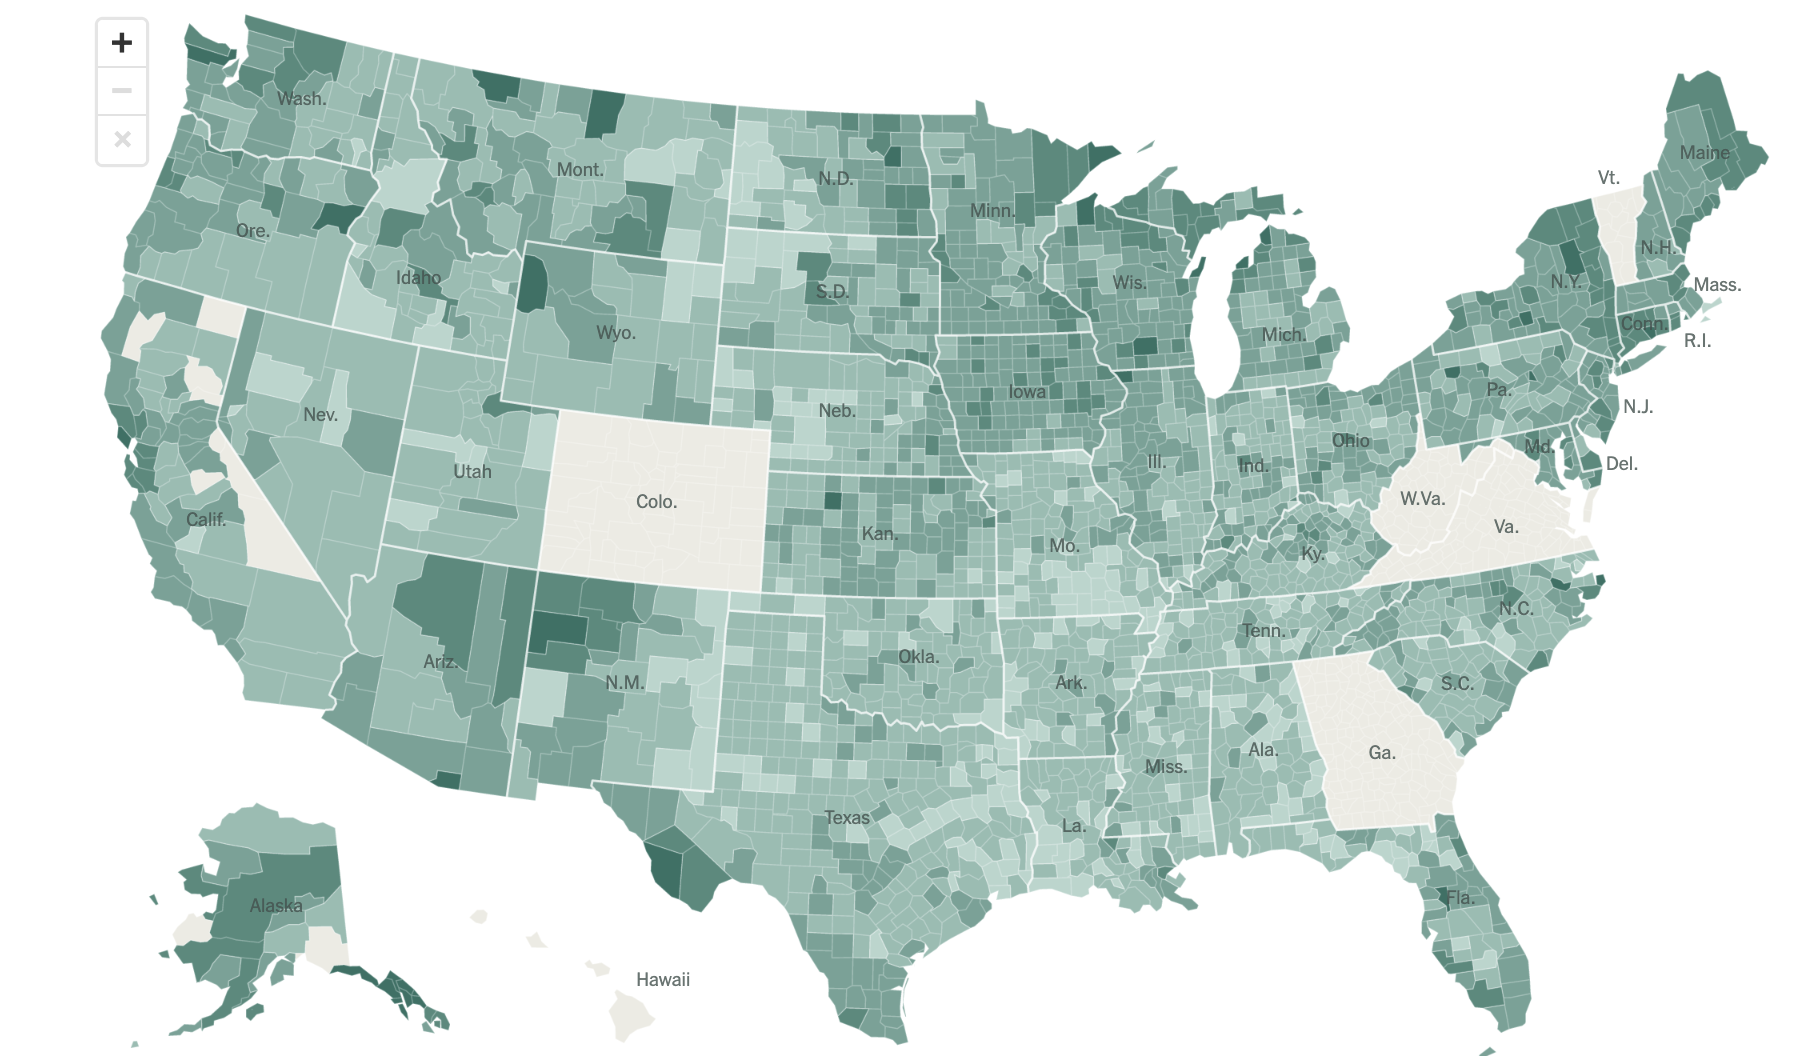 +
−
×
Wash.
Mont.
N.D.
Minn.
Maine
Vt.
Ore.
Idaho
Wyo.
S.D.
Wis.
Mich.
N.Y.
N.H.
Mass.
Conn.
R.I.
Nev.
Utah
Colo.
Neb.
Iowa
Ill.
Ind.
Ohio
Pa.
N.J.
Md.
Del.
Calif.
Kan.
Mo.
Ky.
W.Va.
Va.
Ariz.
N.M.
Okla.
Ark.
Tenn.
N.C.
S.C.
Texas
La.
Miss.
Ala.
Ga.
Fla.
Alaska
Hawaii